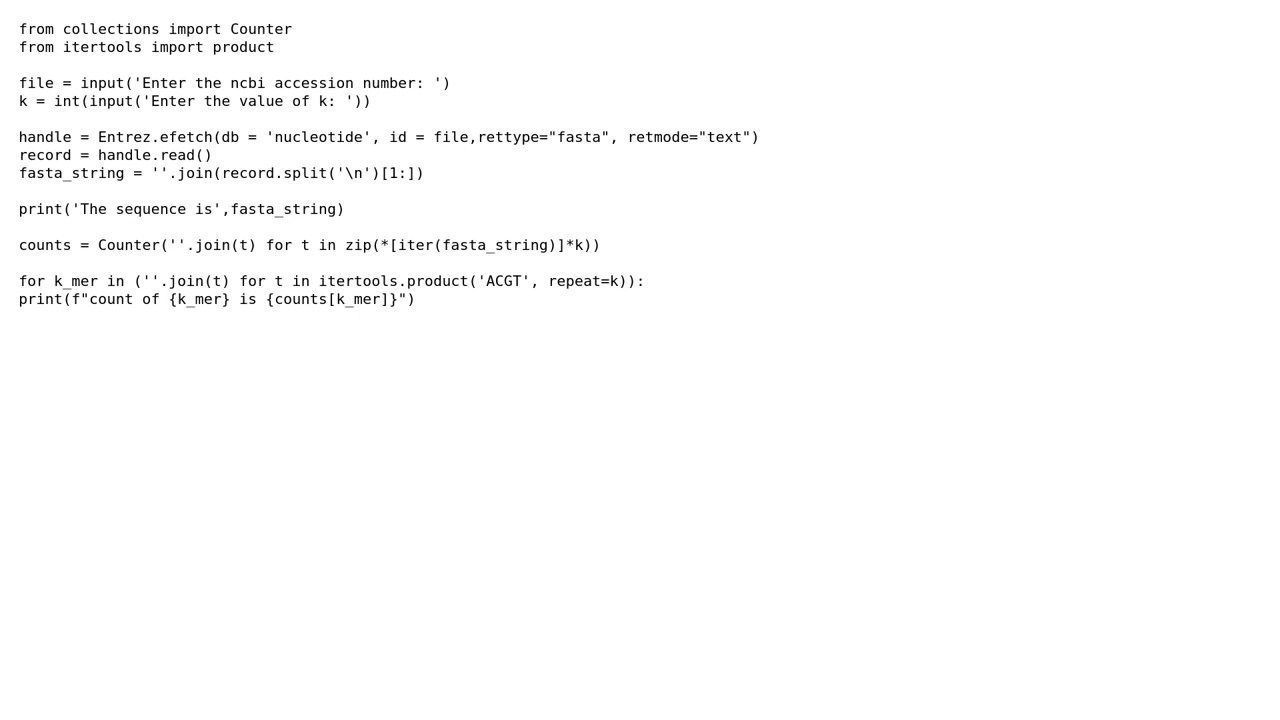 from collections import Counter
from itertools import product
file = input('Enter the ncbi accession number: ')
k = int(input('Enter the value of k: '))
handle = Entrez.efetch(db = 'nucleotide', id = file,rettype="fasta", retmode="text")
record = handle.read()
fasta_string = ''.join(record.split('\n')[1:])
print('The sequence is',fasta_string)
counts = Counter(''.join(t) for t in zip(*[iter(fasta_string)]*k))
for k_mer in (''.join(t) for t in itertools.product('ACGT', repeat=k)):
print(f"count of {k_mer} is {counts[k_mer]}")